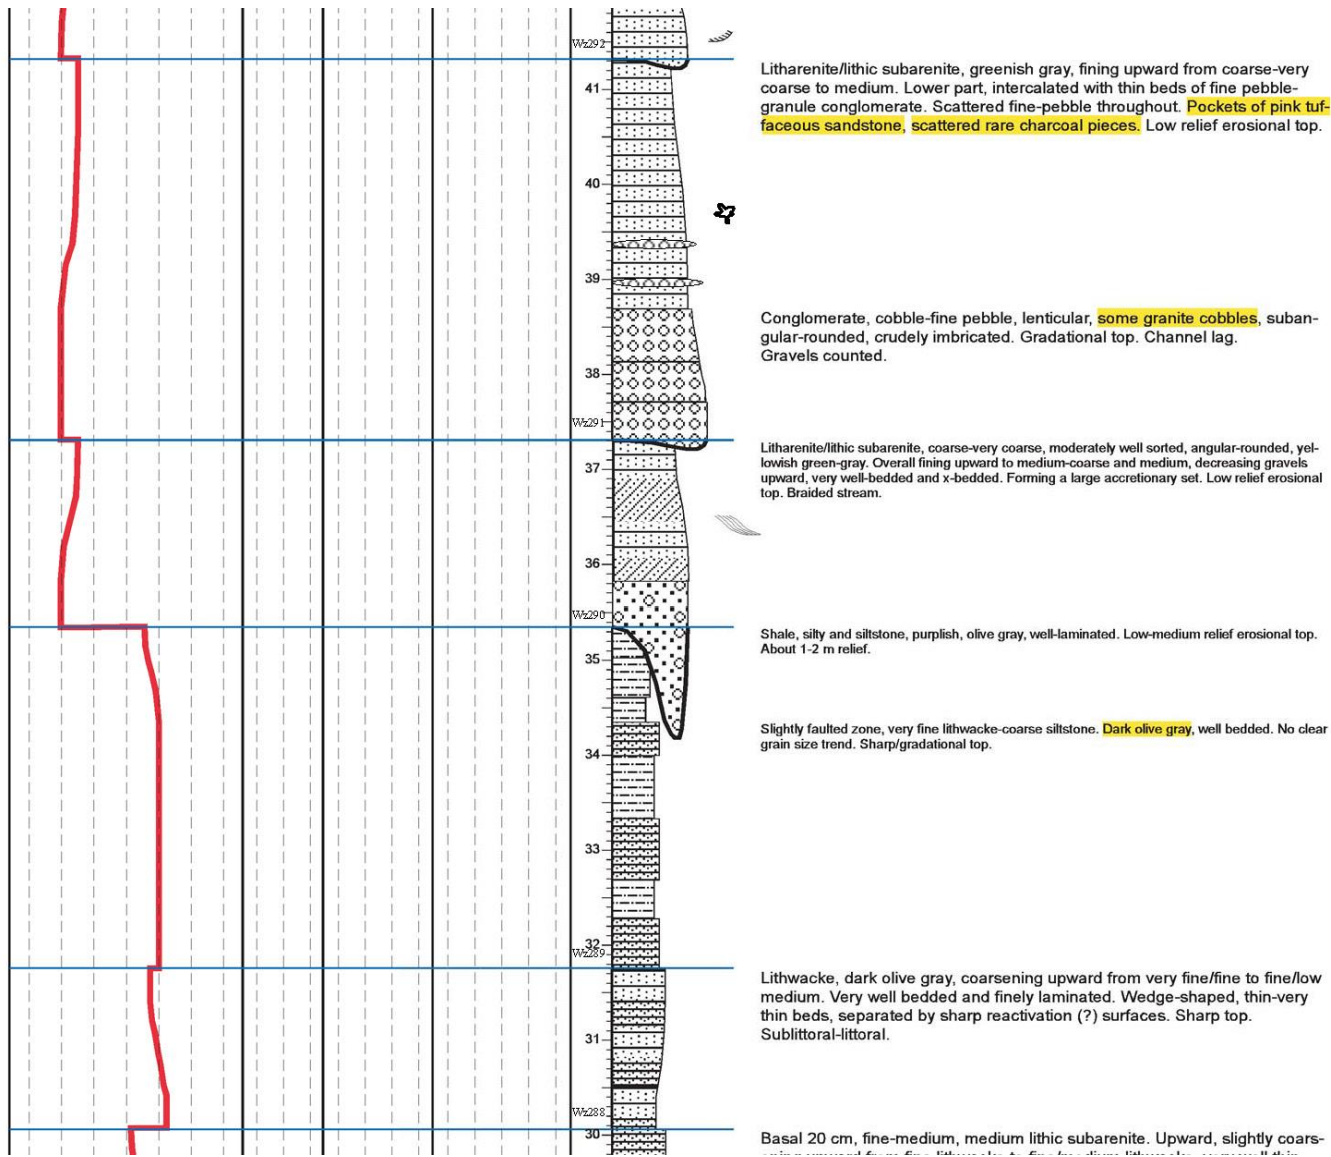 Wz292
41
Litharenite/lithic subarenite, greenish gray, fining upward from coarse-very
coarse to medium. Lower part, intercalated with thin beds of fine pebble-
granule conglomerate. Scattered fine-pebble throughout. Pockets of pink tuf-
faceous sandstone, scattered rare charcoal pieces. Low relief erosional top.
40
39
Conglomerate, cobble-fine pebble, lenticular, some granite cobbles, suban-
gular-rounded, crudely imbricated. Gradational top. Channel lag.
Gravels counted.
38
Wz291
37
Litharenite/lithic subarenite, coarse-very coarse, moderately well sorted, angular-rounded, yel-
lowish green-gray. Overall fining upward to medium-coarse and medium, decreasing gravels
upward, very well-bedded and x-bedded. Forming a large accretionary set. Low relief erosional
top. Braided stream.
36
Wz290
35
Shale, silty and siltstone, purplish, olive gray, well-laminated. Low-medium relief erosional top.
About 1-2 m relief.
Slightly faulted zone, very fine lithwacke-coarse siltstone. Dark olive gray, well bedded. No clear
grain size trend. Sharp/gradational top.
34
33
32
Wz289
Lithwacke, dark olive gray, coarsening upward from very fine/fine to fine/low
medium. Very well bedded and finely laminated. Wedge-shaped, thin-very
thin beds, separated by sharp reactivation (?) surfaces. Sharp top.
Sublittoral-littoral.
31
Wz288
30
Basal 20 cm, fine-medium, medium lithic subarenite. Upward, slightly coars-